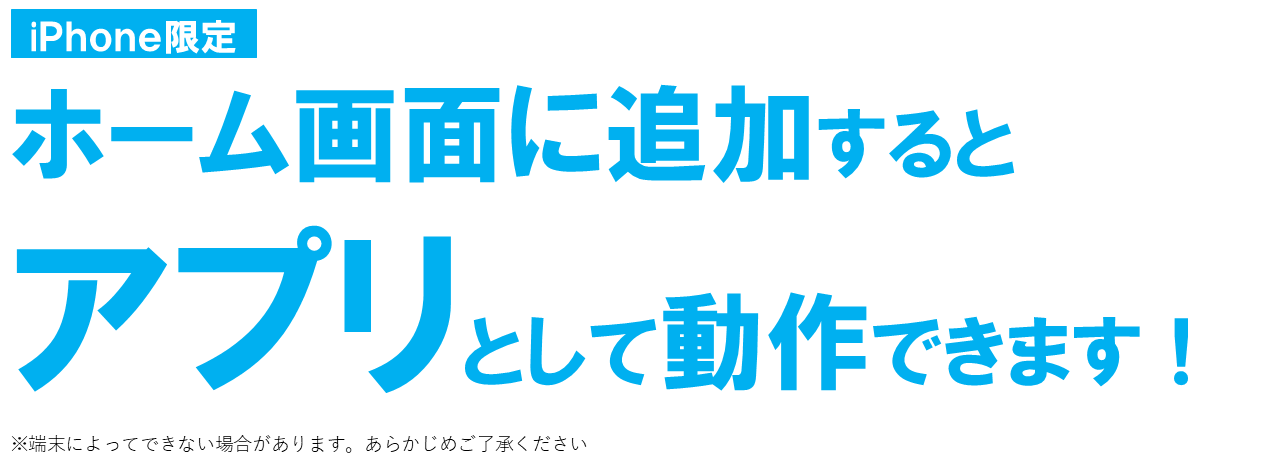 iPhone限定
ホーム画面に追加すると
アプリとして動作できます！
※端末によってできない場合があります。あらかじめご了承ください